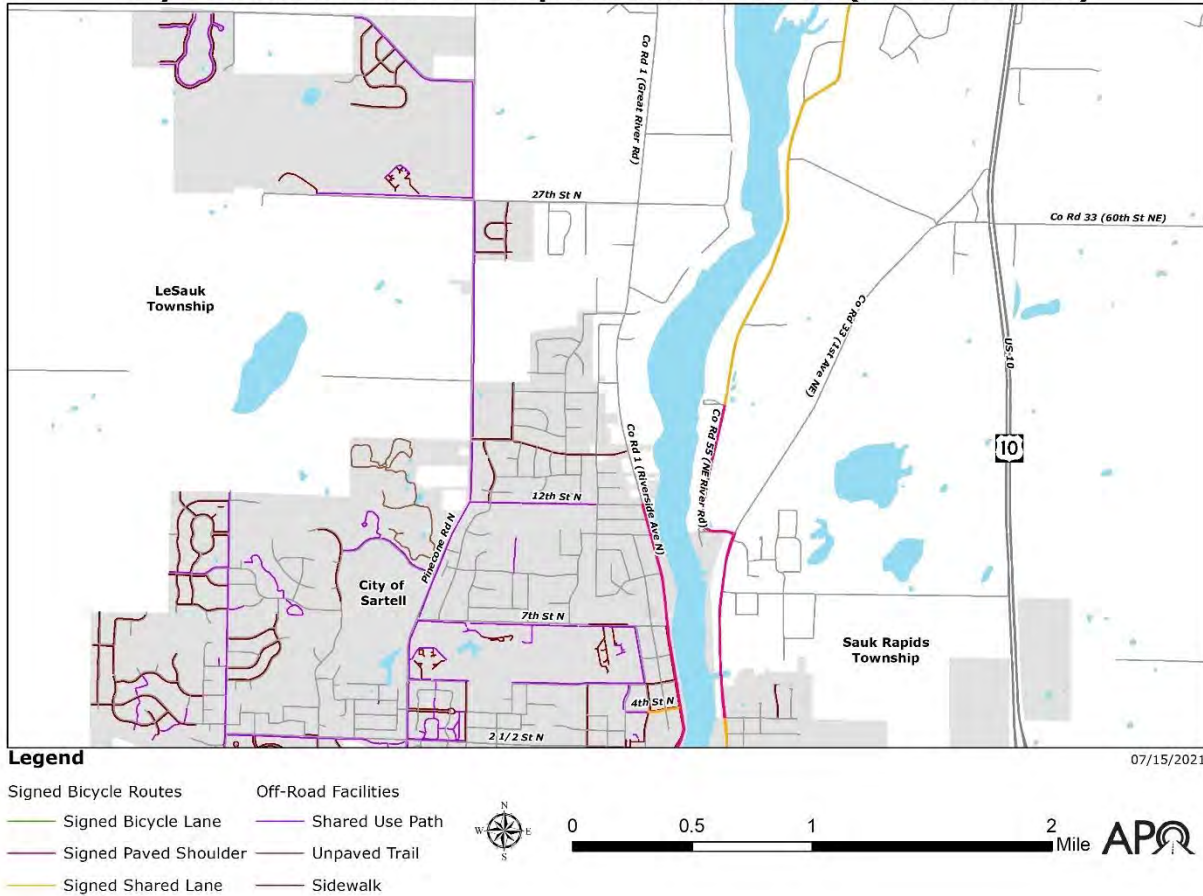 Co Rd 1 (Great River Rd)
27th St N
Co Rd 33 (60th St NE)
LeSauk
Township
Co Rd 33 (1st Ave NE)
US-10
10
Co Rd 1 (Riverside Ave N)
Co Rd 55 (NE River Rd)
12th St N
Pinecone Rd N
City of
Sartell
7th St N
Sauk Rapids
Township
4th St N
2 1/2 St N
Legend
07/15/2021
Signed Bicycle Routes
Signed Bicycle Lane
Signed Paved Shoulder
Signed Shared Lane
Off-Road Facilities
Shared Use Path
Unpaved Trail
Sidewalk
N
W E
S
0 0.5 1 2 Mile
APO